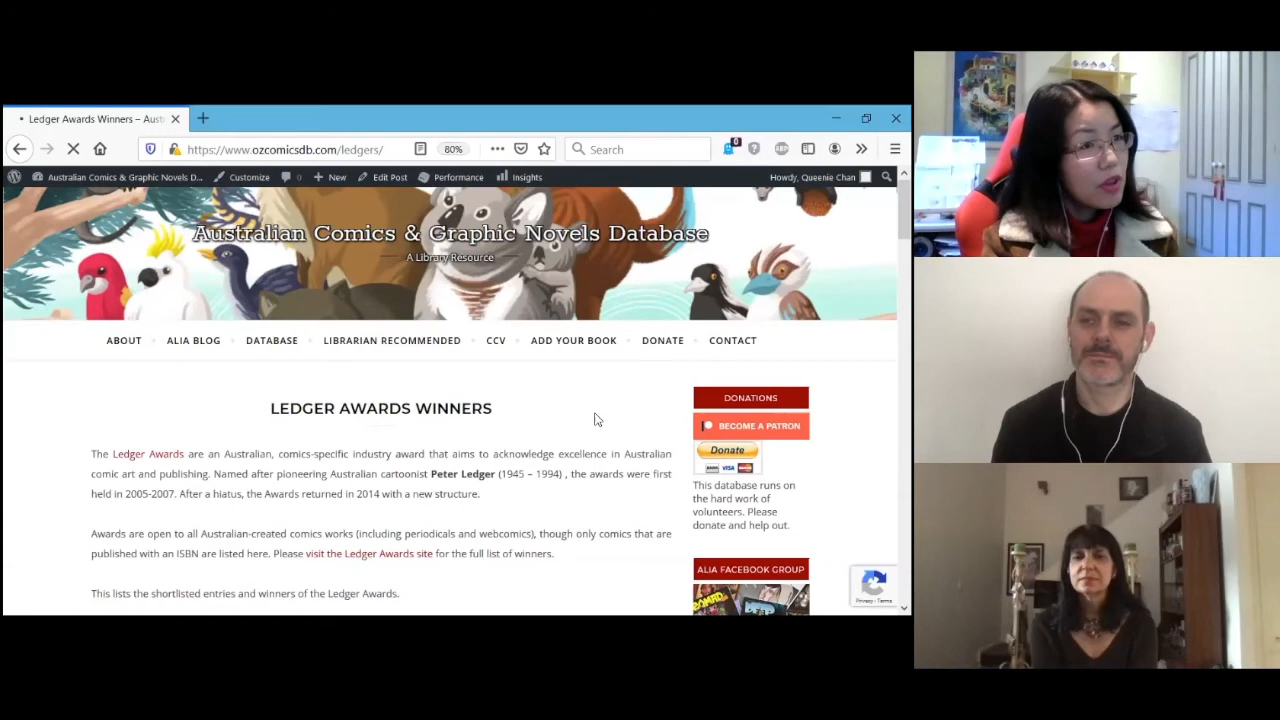 Ledger Awards Winners – Aust
https://www.ozcomicsdb.com/ledgers/
80%
Search
0
Australian Comics & Graphic Novels D...
Customize
0
New
Edit Post
Performance
Insights
Howdy, Queenie Chan
Australian Comics & Graphic Novels Database
A Library Resource
ABOUT
ALIA BLOG
DATABASE
LIBRARIAN RECOMMENDED
CCV
ADD YOUR BOOK
DONATE
CONTACT
LEDGER AWARDS WINNERS
The Ledger Awards are an Australian, comics-specific industry award that aims to acknowledge excellence in Australian
comic art and publishing. Named after pioneering Australian cartoonist Peter Ledger (1945 – 1994) , the awards were first
held in 2005-2007. After a hiatus, the Awards returned in 2014 with a new structure.
Awards are open to all Australian-created comics works (including periodicals and webcomics), though only comics that are
published with an ISBN are listed here. Please visit the Ledger Awards site for the full list of winners.
This lists the shortlisted entries and winners of the Ledger Awards.
DONATIONS
BECOME A PATRON
Donate
VISA
This database runs on
the hard work of
volunteers. Please
donate and help out.
ALIA FACEBOOK GROUP
Privacy - Terms